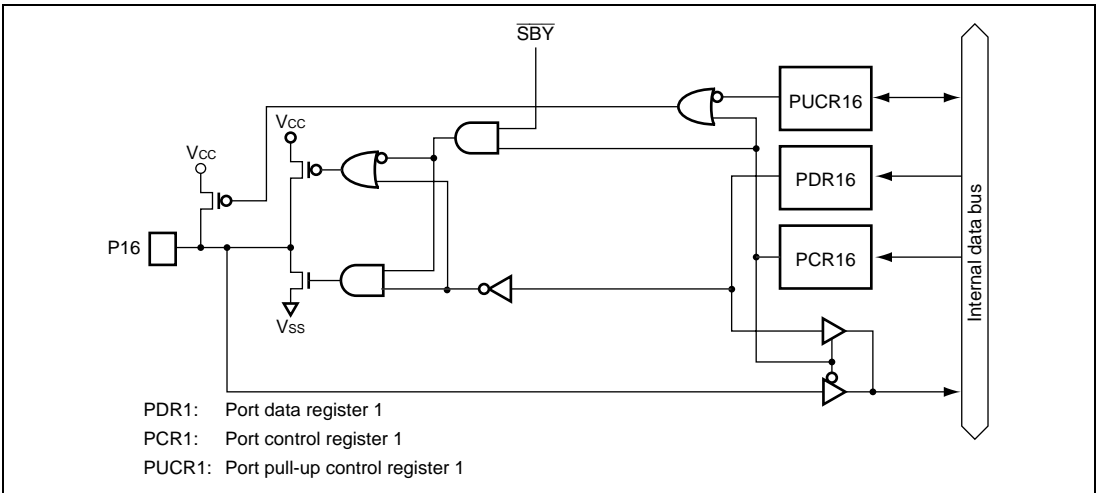 SBY
PUCR16
VCC
VCC
PDR16
P16
PCR16
VSS
Internal data bus
PDR1: Port data register 1
PCR1: Port control register 1
PUCR1: Port pull-up control register 1